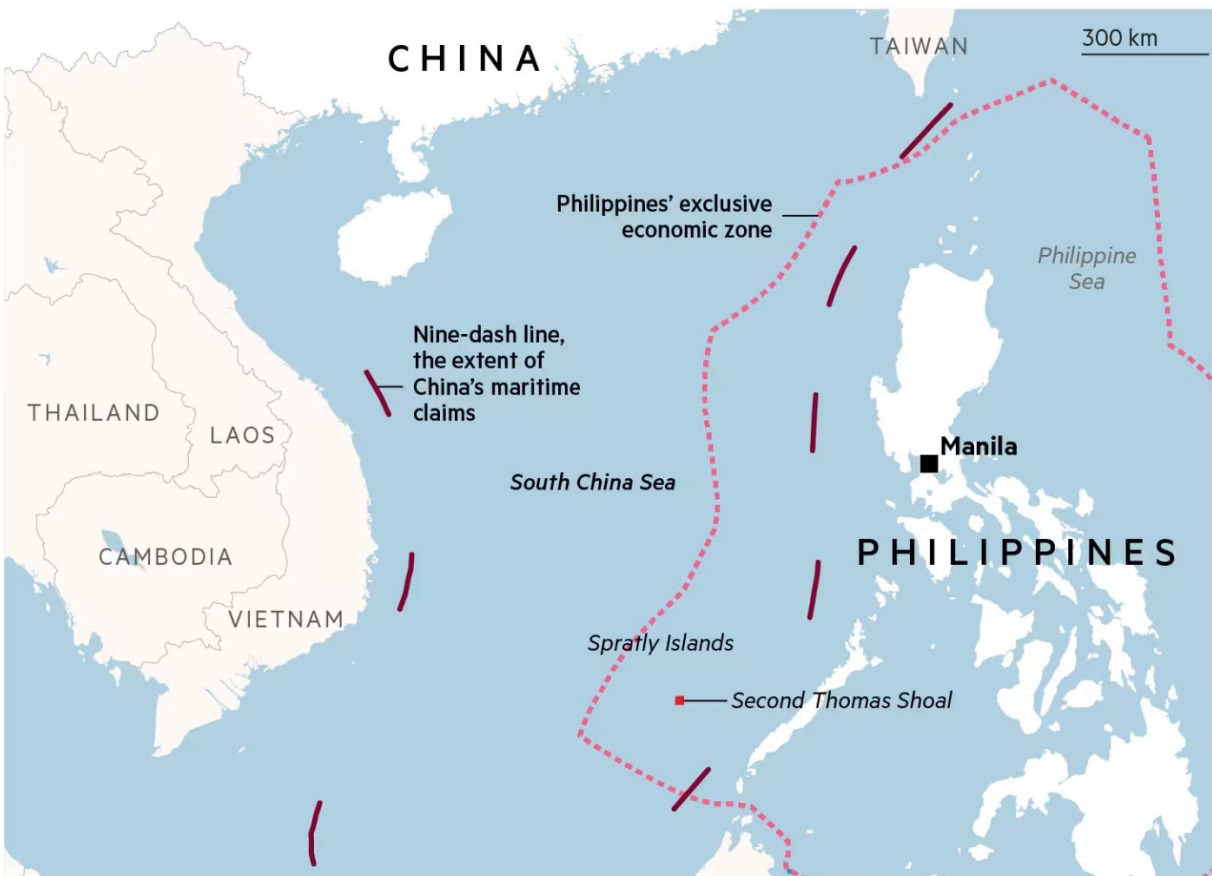 CHINA
TAIWAN
300 km
Philippines’ exclusive
economic zone
Philippine
Sea
Nine-dash line,
the extent of
China’s maritime
claims
THAILAND
LAOS
Manila
South China Sea
CAMBODIA
PHILIPPINES
VIETNAM
Spratly Islands
Second Thomas Shoal